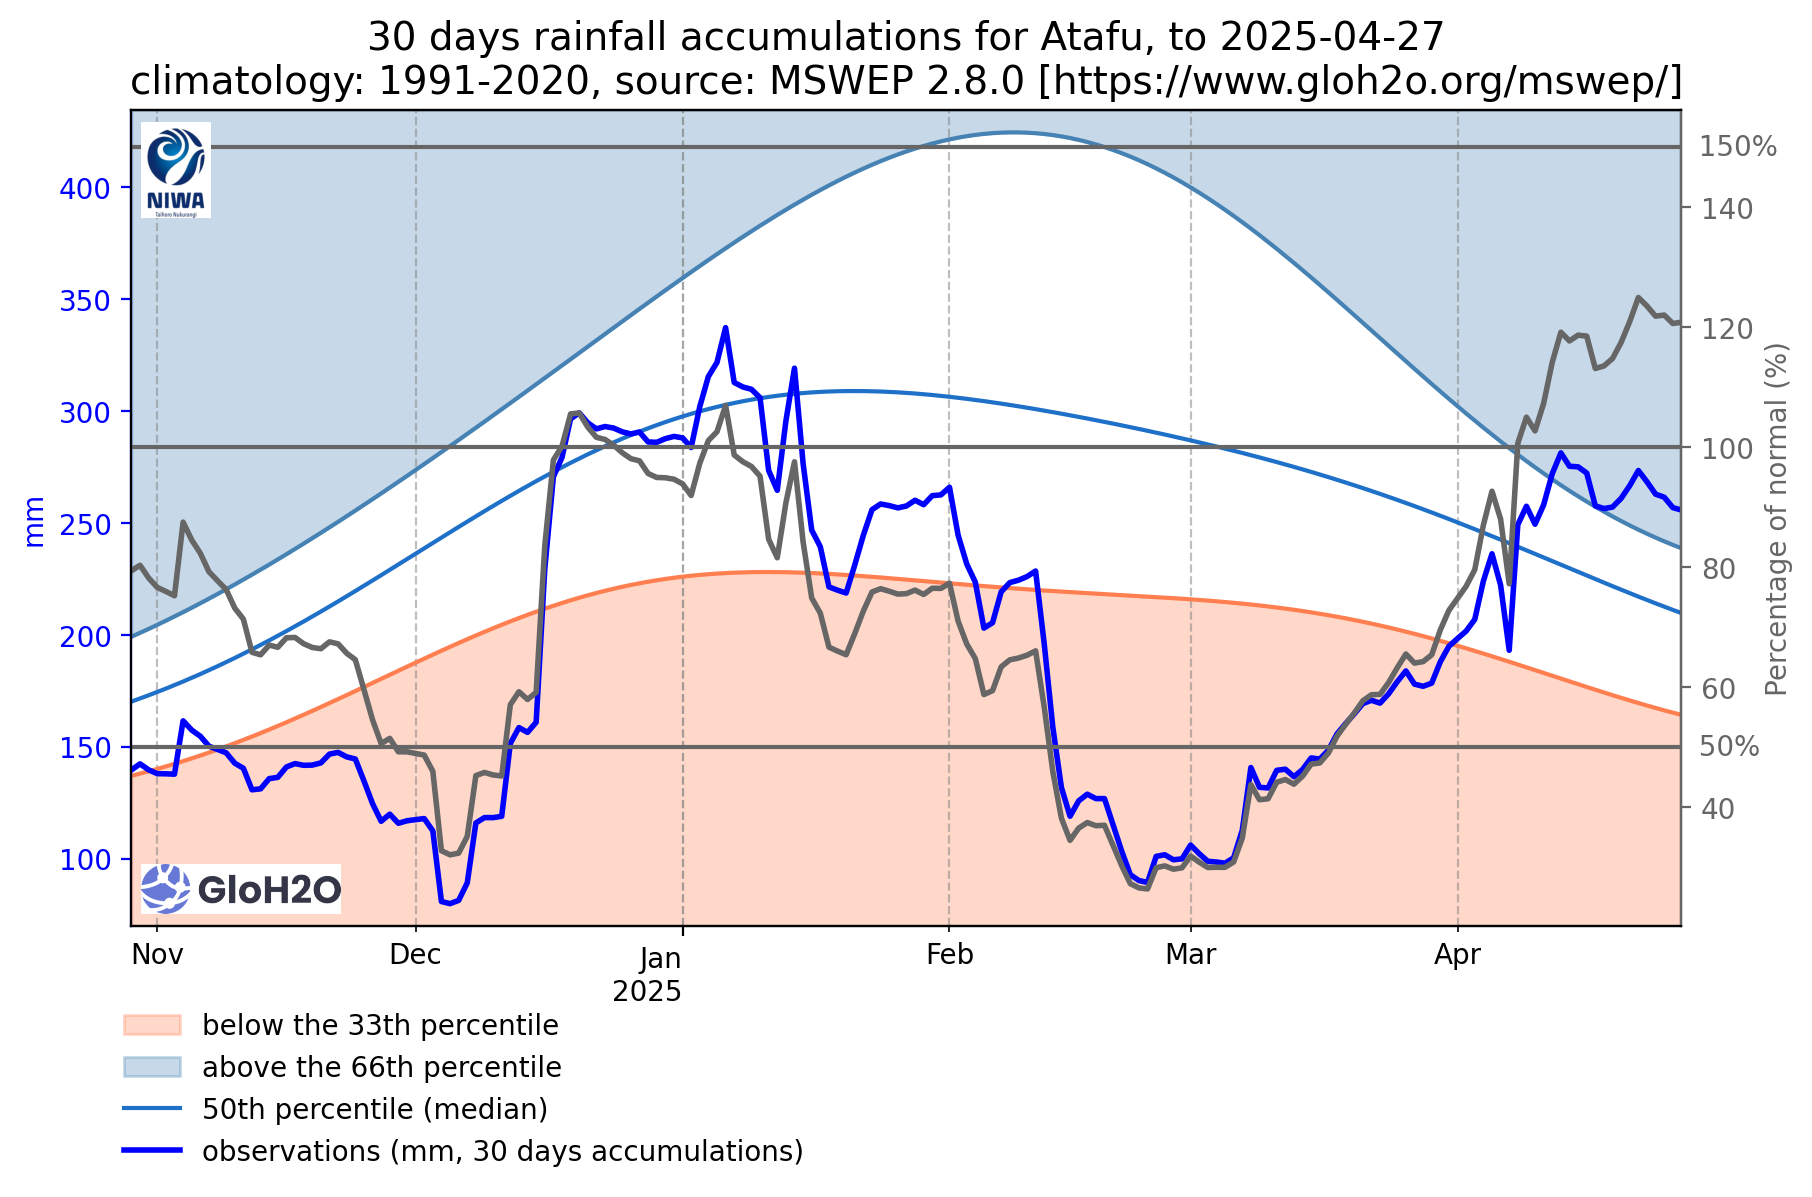 30 days rainfall accumulations for Atafu, to 2025-04-27
climatology: 1991-2020, source: MSWEP 2.8.0 [https://www.gloh2o.org/mswep/]
NIWA
Taihoro Nukurangi
400
350
300
250
200
150
100
mm
150%
140
120
100
80
60
50%
40
Percentage of normal (%)
GloH2O
Nov
Dec
Jan
2025
Feb
Mar
Apr
below the 33th percentile
above the 66th percentile
50th percentile (median)
observations (mm, 30 days accumulations)